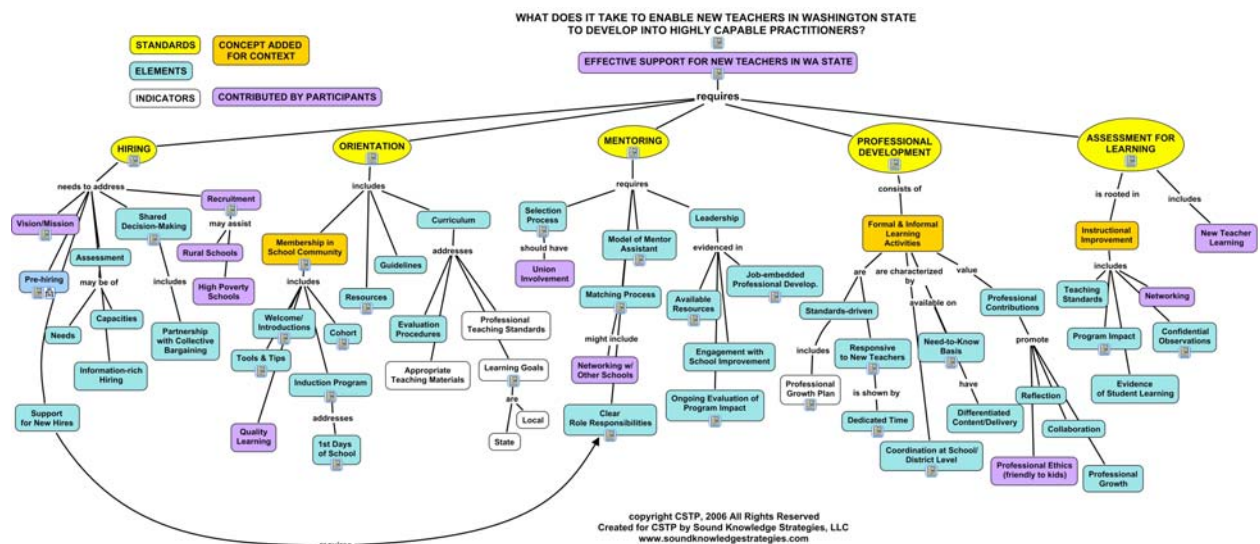 WHAT DOES IT TAKE TO ENABLE NEW TEACHERS IN WASHINGTON STATE
TO DEVELOP INTO HIGHLY CAPABLE PRACTITIONERS?
STANDARDS
CONCEPT ADDED
FOR CONTEXT
ELEMENTS
INDICATORS
CONTRIBUTED BY PARTICIPANTS
EFFECTIVE SUPPORT FOR NEW TEACHERS IN WA STATE
requires
HIRING
needs to address
Vision/Mission
Pre-hiring
Support
for New Hires
Assessment
may be of
Needs
Capacities
Information-rich
Hiring
Shared
Decision-Making
includes
Partnership
with Collective
Bargaining
Recruitment
may assist
Rural Schools
High Poverty
Schools
ORIENTATION
includes
Membership in
School Community
includes
Welcome/
Introductions
Tools & Tips
Quality
Learning
Cohort
Induction Program
addresses
1st Days
of School
Resources
Guidelines
Curriculum
addresses
Evaluation
Procedures
Appropriate
Teaching Materials
Professional
Teaching Standards
Learning Goals
are
State
Local
MENTORING
requires
Selection
Process
should have
Union
Involvement
Model of Mentor
Assistant
Matching Process
might include
Networking w/
Other Schools
Clear
Role Responsibilities
Leadership
evidenced in
Available
Resources
Job-embedded
Professional Develop.
Engagement with
School Improvement
Ongoing Evaluation of
Program Impact
PROFESSIONAL
DEVELOPMENT
consists of
Formal & Informal
Learning
Activities
are
Standards-driven
includes
Professional
Growth Plan
Responsive
to New Teachers
is shown by
Dedicated Time
are characterized
by
Coordination at School/
District Level
available on
Need-to-Know
Basis
have
Differentiated
Content/Delivery
value
Professional
Contributions
promote
Reflection
Collaboration
Professional Ethics
(friendly to kids)
Professional
Growth
ASSESSMENT FOR
LEARNING
is rooted in
Instructional
Improvement
includes
Teaching
Standards
Program Impact
Evidence
of Student Learning
Networking
Confidential
Observations
includes
New Teacher
Learning
copyright CSTP, 2006 All Rights Reserved
Created for CSTP by Sound Knowledge Strategies, LLC
www.soundknowledgestrategies.com